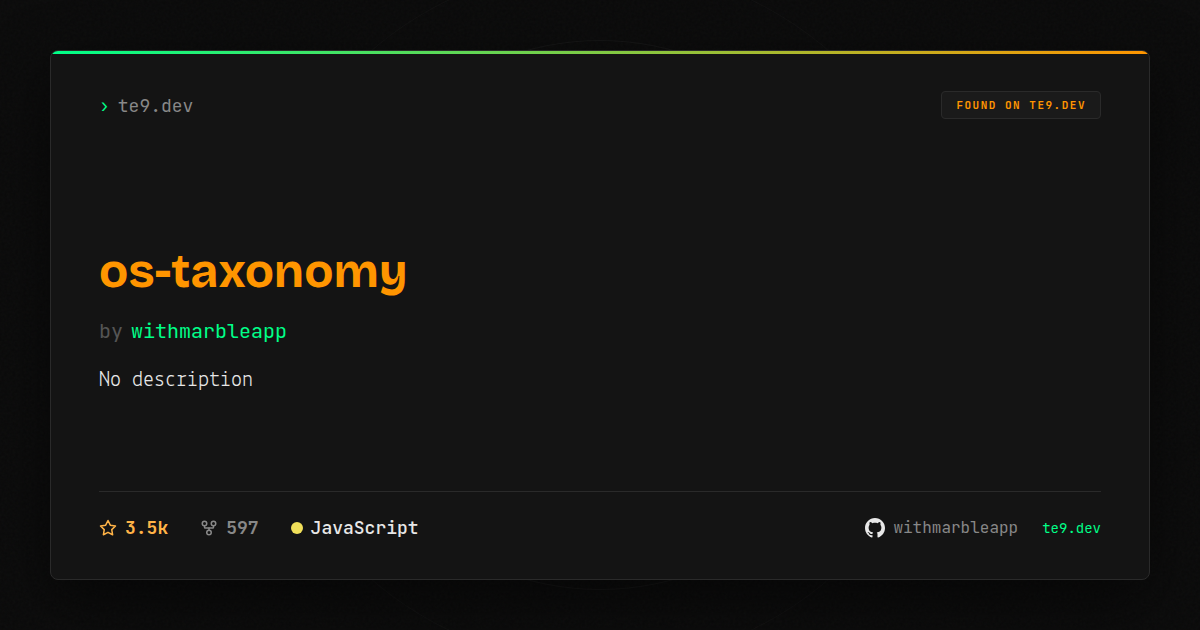 › te9.dev
FOUND ON TE9.DEV
os-taxonomy
by withmarbleapp
No description
3.5k 597 JavaScript
withmarbleapp te9.dev